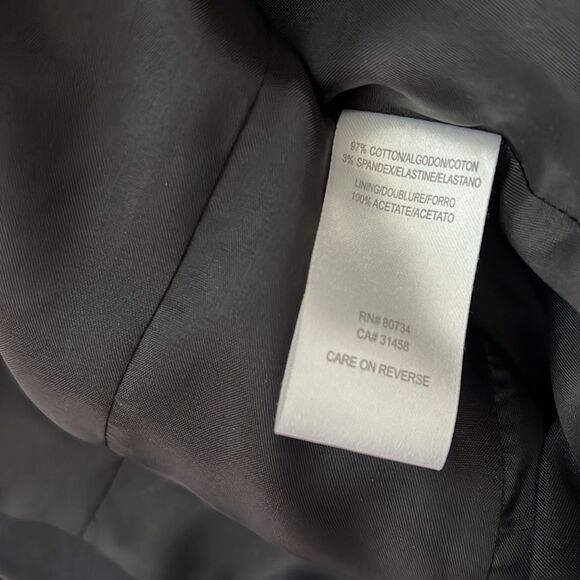 97% COTTON/ALGODON/COTON
3% SPANDEX/ELASTINE/ELASTANO
LINING/DOUBLURE/FORRO
100% ACETATE/ACETATO
RN# 80734
CA# 31458
CARE ON REVERSE